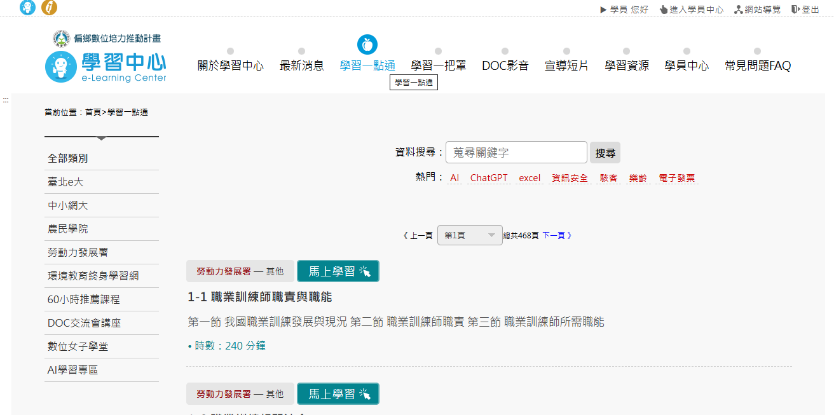 學員 您好 進入學員中心 網站導覽 登出
偏鄉數位培力推動計畫
學習中心
e-Learning Center
關於學習中心 最新消息 學習一點通 學習一把罩 DOC影音 宣導短片 學習資源 學員中心 常見問題FAQ
學習一點通
:::
當前位置：首頁>學習一點通
全部類別
臺北e大
中小網大
農民學院
勞動力發展署
環境教育終身學習網
60小時推薦課程
DOC交流會講座
數位女子學堂
AI學習專區
資料搜尋： 蒐尋關鍵字 搜尋
熱門： AI ChatGPT excel 資訊安全 駭客 樂齡 電子發票
《 上一頁 第1頁 總共468頁 下一頁 》
勞動力發展署 — 其他 馬上學習
1-1 職業訓練師職責與職能
第一節 我國職業訓練發展與現況 第二節 職業訓練師職責 第三節 職業訓練師所需職能
• 時數：240 分鐘
勞動力發展署 — 其他 馬上學習